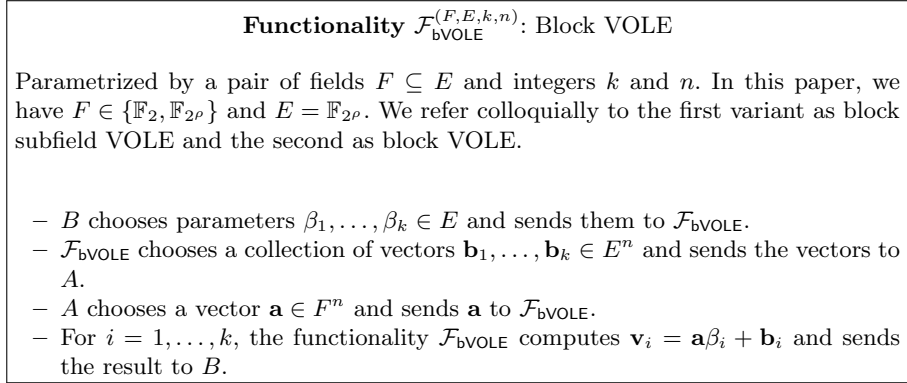 Functionality $\mathcal{F}_{\mathsf{bVOLE}}^{(F,E,k,n)}$: Block VOLE
Parametrized by a pair of fields $F \subseteq E$ and integers $k$ and $n$. In this paper, we
have $F \in \{\mathbb{F}_2, \mathbb{F}_{2^\rho}\}$ and $E = \mathbb{F}_{2^\rho}$. We refer colloquially to the first variant as block
subfield VOLE and the second as block VOLE.
– $B$ chooses parameters $\beta_1, \ldots, \beta_k \in E$ and sends them to $\mathcal{F}_{\mathsf{bVOLE}}$.
– $\mathcal{F}_{\mathsf{bVOLE}}$ chooses a collection of vectors $\mathbf{b}_1, \ldots, \mathbf{b}_k \in E^n$ and sends the vectors to
$A$.
– $A$ chooses a vector $\mathbf{a} \in F^n$ and sends $\mathbf{a}$ to $\mathcal{F}_{\mathsf{bVOLE}}$.
– For $i = 1, \ldots, k$, the functionality $\mathcal{F}_{\mathsf{bVOLE}}$ computes $\mathbf{v}_i = \mathbf{a}\beta_i + \mathbf{b}_i$ and sends
the result to $B$.